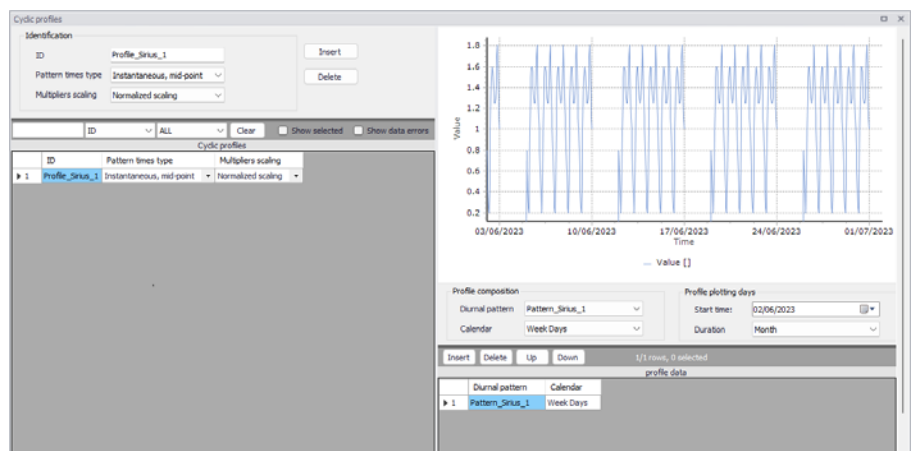 Cyclic profiles
Identification
ID Profile_Sirius_1 Insert
Pattern times type Instantaneous, mid-point Delete
Multipliers scaling Normalized scaling
ID ALL Clear Show selected Show data errors
Cyclic profiles
ID Pattern times type Multipliers scaling
1 Profile_Sirius_1 Instantaneous, mid-point Normalized scaling
1.8
1.6
1.4
1.2
1
0.8
0.6
0.4
0.2
Value
03/06/2023 10/06/2023 17/06/2023 24/06/2023 01/07/2023
Time
Value []
Profile composition
Diurnal pattern Pattern_Sirius_1
Calendar Week Days
Profile plotting days
Start time: 02/06/2023
Duration Month
Insert Delete Up Down 1/1 rows, 0 selected
profile data
Diurnal pattern Calendar
1 Pattern_Sirius_1 Week Days